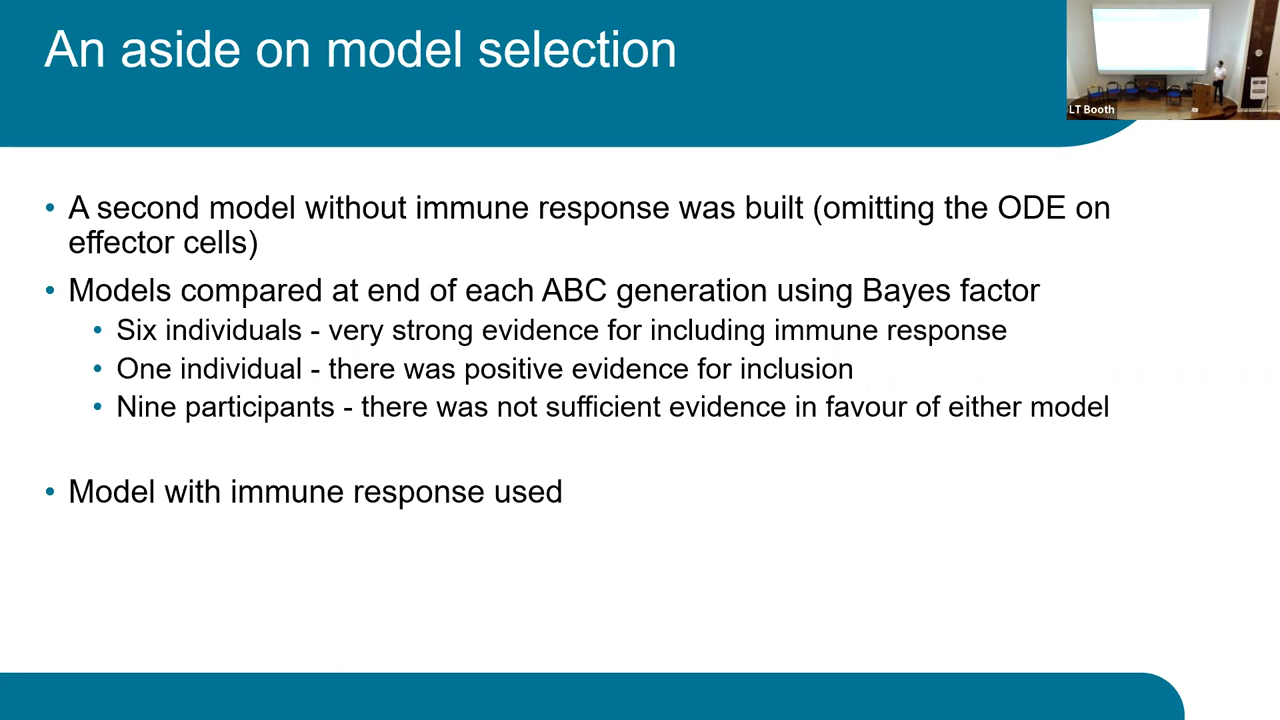 An aside on model selection
LT Booth
• A second model without immune response was built (omitting the ODE on
effector cells)
• Models compared at end of each ABC generation using Bayes factor
• Six individuals - very strong evidence for including immune response
• One individual - there was positive evidence for inclusion
• Nine participants - there was not sufficient evidence in favour of either model
• Model with immune response used